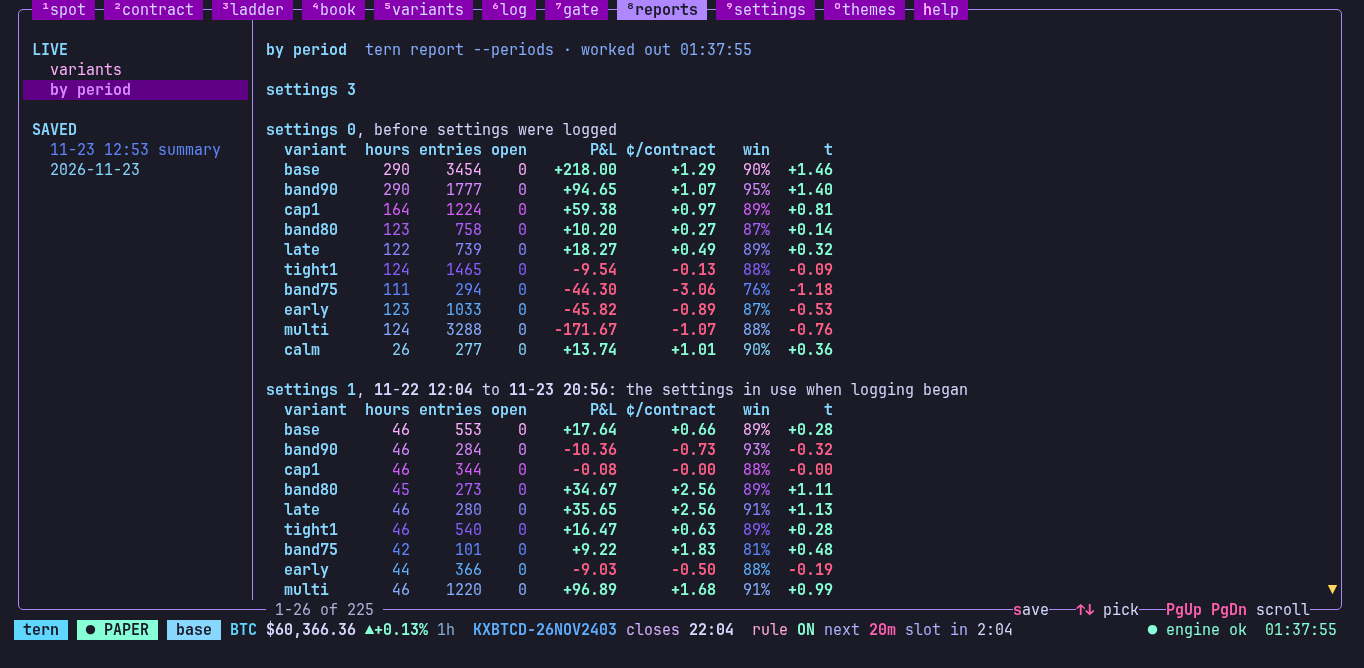 ¹spot ²contract ³ladder ⁴book ⁵variants ⁶log ⁷gate ⁸reports ⁹settings ⁰themes help
LIVE
variants
by period
SAVED
11-23 12:53 summary
2026-11-23
by period tern report --periods · worked out 01:37:55
settings 3
settings 0, before settings were logged
variant hours entries open P&L ¢/contract win t
base 290 3454 0 +218.00 +1.29 90% +1.46
band90 290 1777 0 +94.65 +1.07 95% +1.40
cap1 164 1224 0 +59.38 +0.97 89% +0.81
band80 123 758 0 +10.20 +0.27 87% +0.14
late 122 739 0 +18.27 +0.49 89% +0.32
tight1 124 1465 0 -9.54 -0.13 88% -0.09
band75 111 294 0 -44.30 -3.06 76% -1.18
early 123 1033 0 -45.82 -0.89 87% -0.53
multi 124 3288 0 -171.67 -1.07 88% -0.76
calm 26 277 0 +13.74 +1.01 90% +0.36
settings 1, 11-22 12:04 to 11-23 20:56: the settings in use when logging began
variant hours entries open P&L ¢/contract win t
base 46 553 0 +17.64 +0.66 89% +0.28
band90 46 284 0 -10.36 -0.73 93% -0.32
cap1 46 344 0 -0.08 -0.00 88% -0.00
band80 45 273 0 +34.67 +2.56 89% +1.11
late 46 280 0 +35.65 +2.56 91% +1.13
tight1 46 540 0 +16.47 +0.63 89% +0.28
band75 42 101 0 +9.22 +1.83 81% +0.48
early 44 366 0 -9.03 -0.50 88% -0.19
multi 46 1220 0 +96.89 +1.68 91% +0.99
▼
1-26 of 225 save ↑↓ pick PgUp PgDn scroll
tern ● PAPER base BTC $60,366.36 ▲+0.13% 1h KXBTCD-26NOV2403 closes 22:04 rule ON next 20m slot in 2:04 ● engine ok 01:37:55